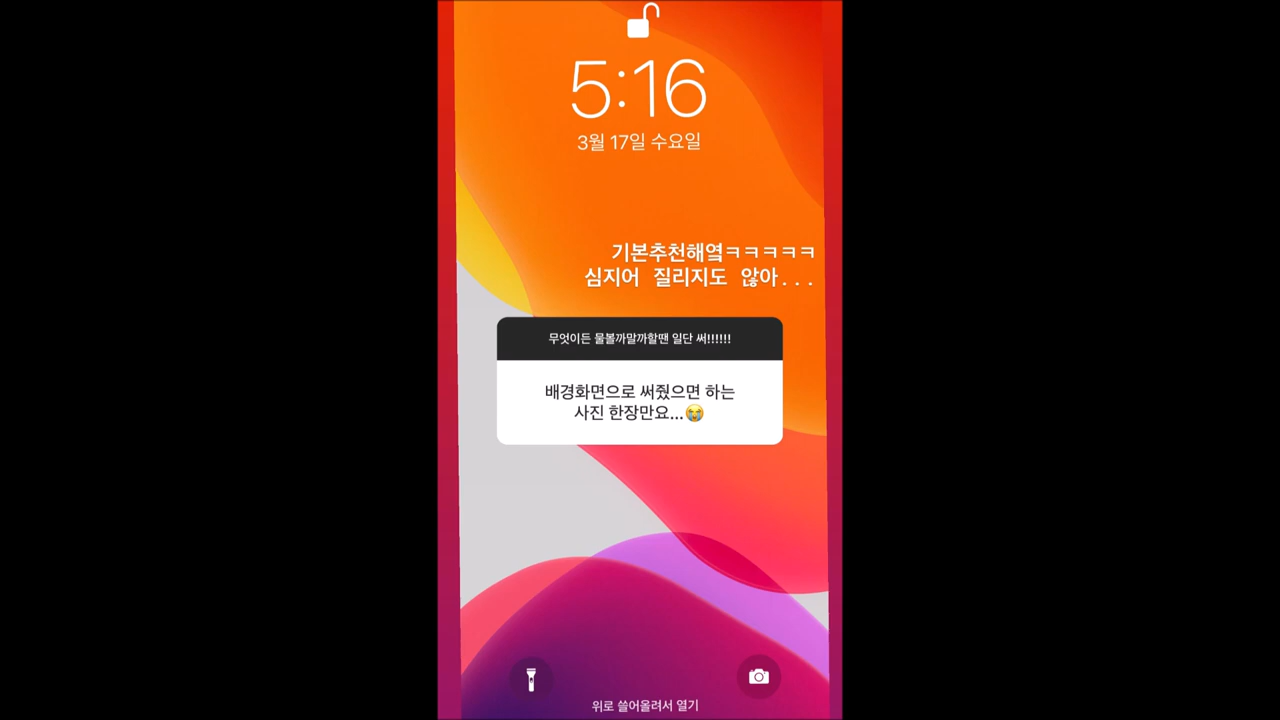 5:16
3월 17일 수요일
기본추천해옄ㅋㅋㅋㅋㅋ
심지어 질리지도 않아...
무엇이든 물볼까말까할땐 일단 써!!!!!!
배경화면으로 써줬으면 하는
사진 한장만요...😭
위로 쓸어올려서 열기